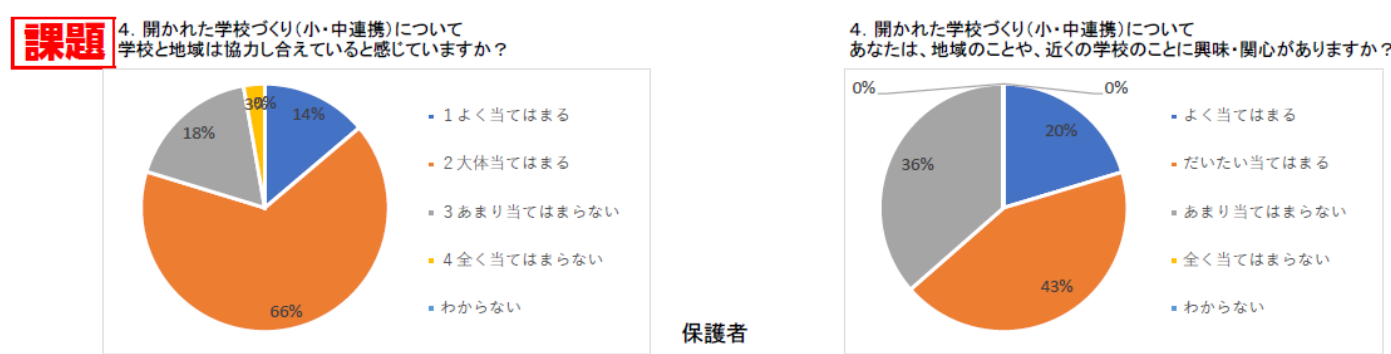 課題
4．開かれた学校づくり（小・中連携）について
学校と地域は協力し合えていると感じていますか？
3%
0%
14%
18%
66%
1よく当てはまる
2大体当てはまる
3あまり当てはまらない
4全く当てはまらない
わからない
保護者
4．開かれた学校づくり（小・中連携）について
あなたは、地域のことや、近くの学校のことに興味・関心がありますか？
0%
0%
20%
36%
43%
よく当てはまる
だいたい当てはまる
あまり当てはまらない
全く当てはまらない
わからない